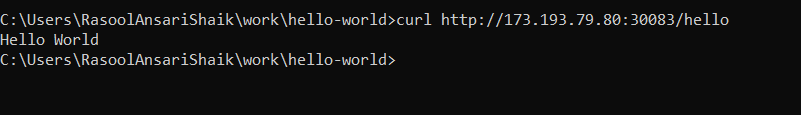 C:\Users\RasoolAnsariShaik\work\hello-world>curl http://173.193.79.80:30083/hello
Hello World
C:\Users\RasoolAnsariShaik\work\hello-world>